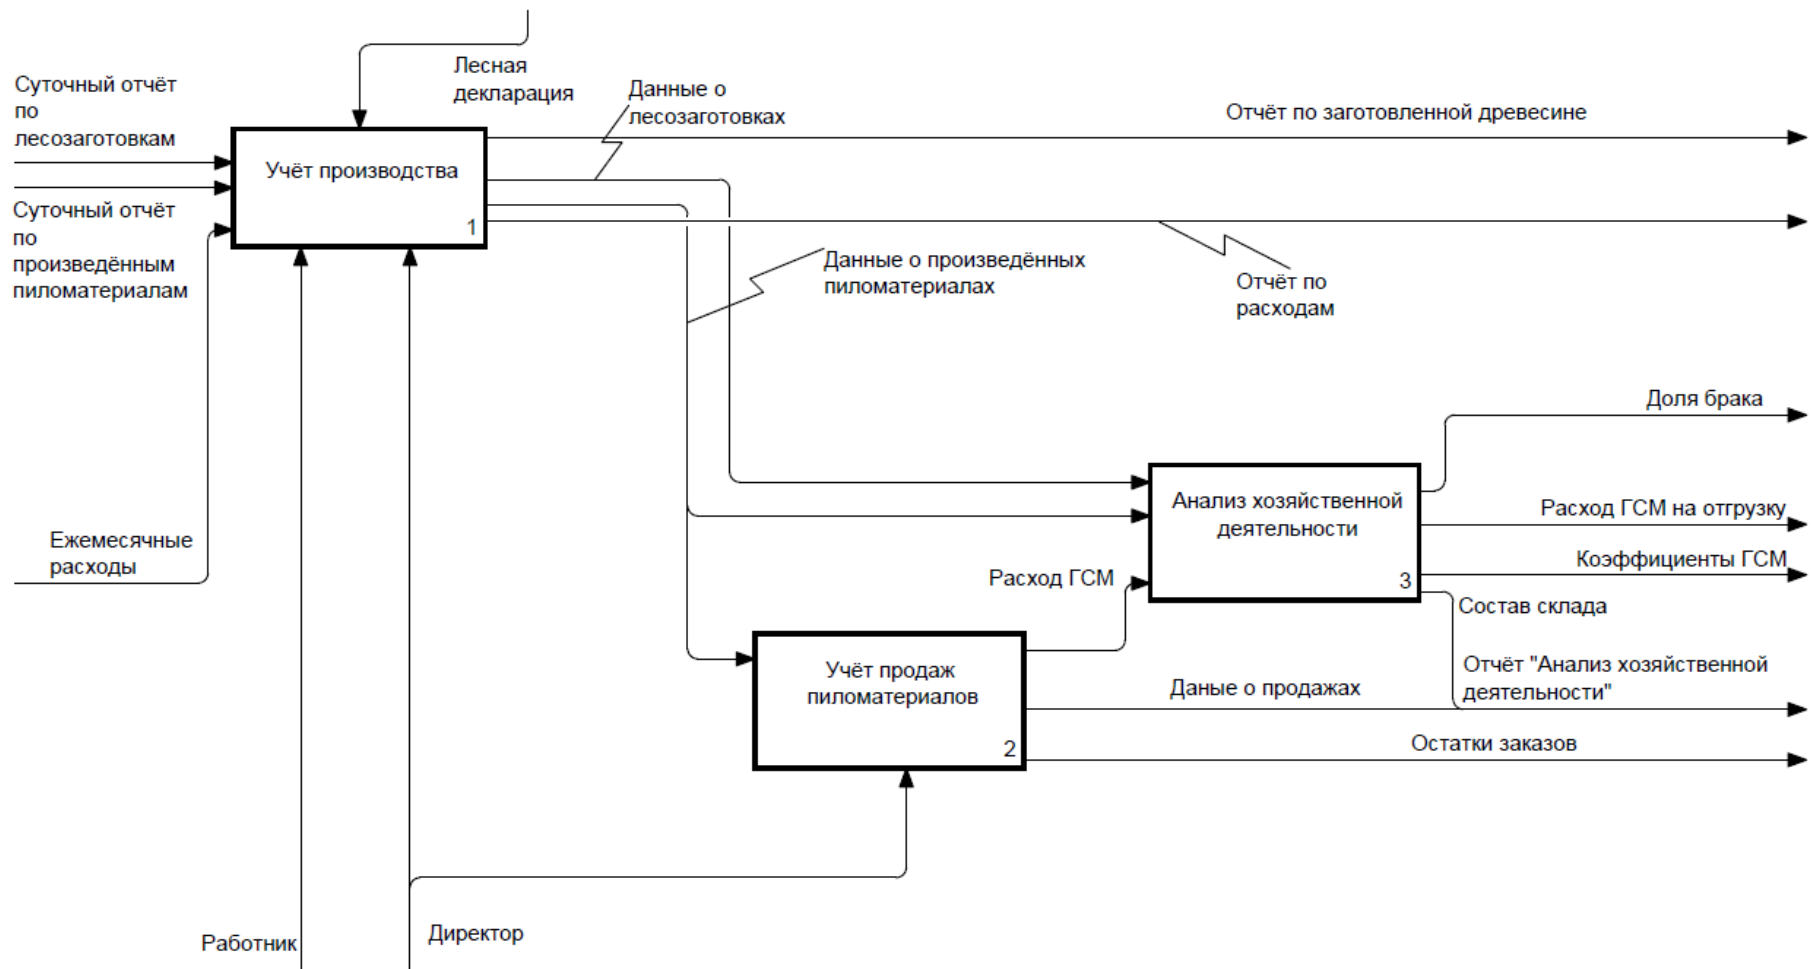 Лесная
декларация
Суточный отчёт
по
лесозаготовкам
Данные о
лесозаготовках
Отчёт по заготовленной древесине
Учёт производства
1
Суточный отчёт
по
произведённым
пиломатериалам
Данные о произведённых
пиломатериалах
Отчёт по
расходам
Доля брака
Анализ хозяйственной
деятельности
3
Расход ГСМ на отгрузку
Ежемесячные
расходы
Коэффициенты ГСМ
Расход ГСМ
Состав склада
Учёт продаж
пиломатериалов
2
Отчёт "Анализ хозяйственной
деятельности"
Даные о продажах
Остатки заказов
Работник
Директор